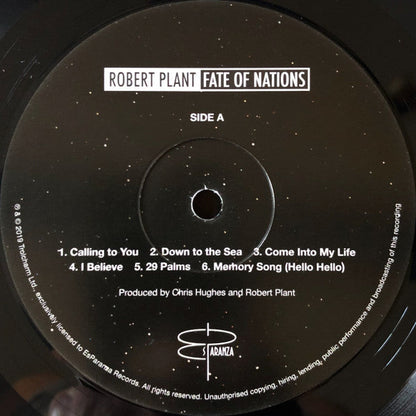 ROBERT PLANT FATE OF NATIONS
SIDE A
1. Calling to You 2. Down to the Sea 3. Come Into My Life
4. I Believe 5. 29 Palms 6. Memory Song (Hello Hello)
Produced by Chris Hughes and Robert Plant
Es PARANZA
℗ & © 2019 Trolcharm Ltd., exclusively licensed to EsParanza Records. All rights reserved. Unauthorised copying, hiring, lending, public performance and broadcasting of this recording